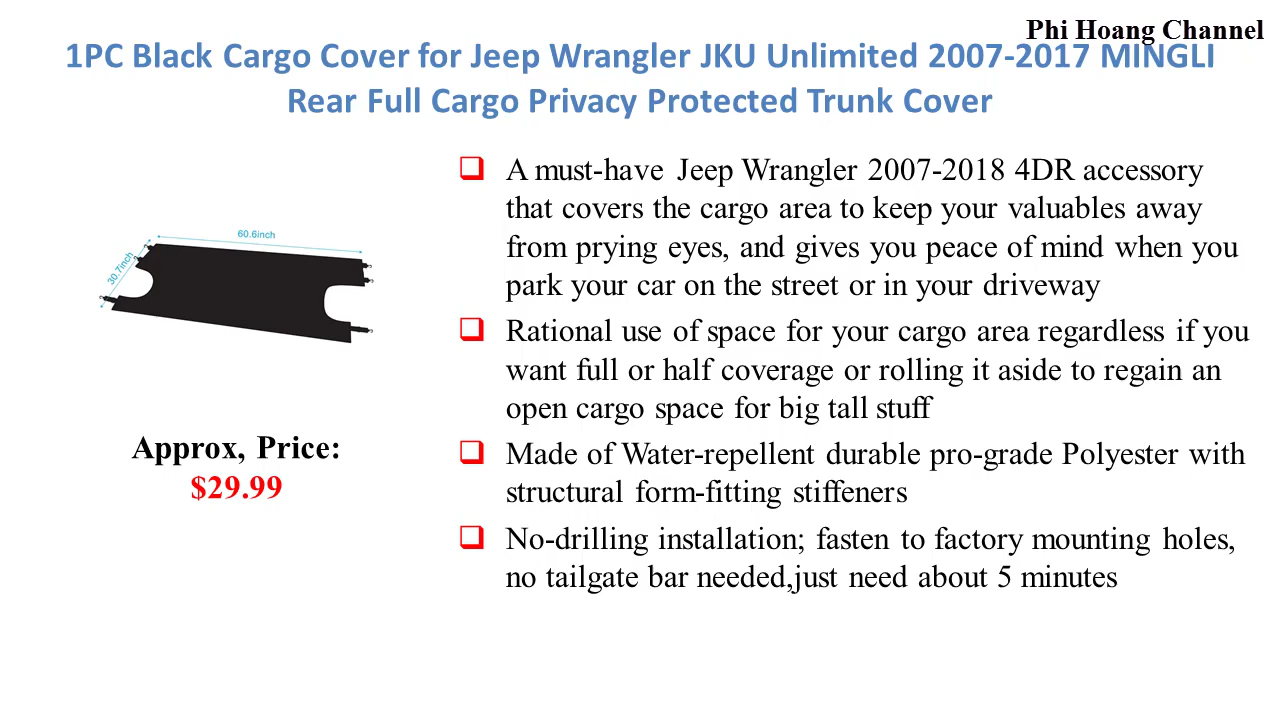 Phi Hoang Channel
1PC Black Cargo Cover for Jeep Wrangler JKU Unlimited 2007-2017 MINGLI
Rear Full Cargo Privacy Protected Trunk Cover
60.6inch
30.7inch
Approx, Price:
$29.99
A must-have Jeep Wrangler 2007-2018 4DR accessory
that covers the cargo area to keep your valuables away
from prying eyes, and gives you peace of mind when you
park your car on the street or in your driveway
Rational use of space for your cargo area regardless if you
want full or half coverage or rolling it aside to regain an
open cargo space for big tall stuff
Made of Water-repellent durable pro-grade Polyester with
structural form-fitting stiffeners
No-drilling installation; fasten to factory mounting holes,
no tailgate bar needed,just need about 5 minutes